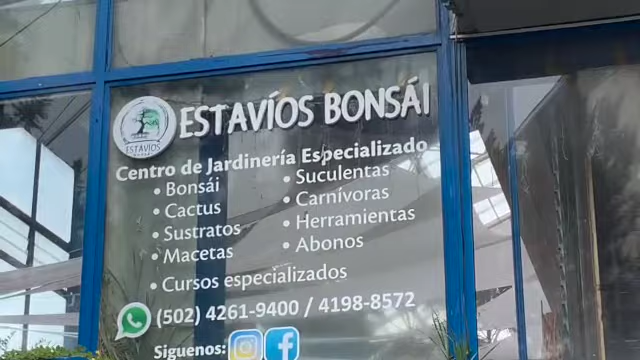 ESTAVÍOS BONSÁI
ESTAVÍOS
Centro de Jardinería Especializado
• Bonsái
• Cactus
• Sustratos
• Macetas
• Suculentas
• Carnívoras
• Herramientas
• Abonos
• Cursos especializados
(502) 4261-9400 / 4198-8572
Siguenos: